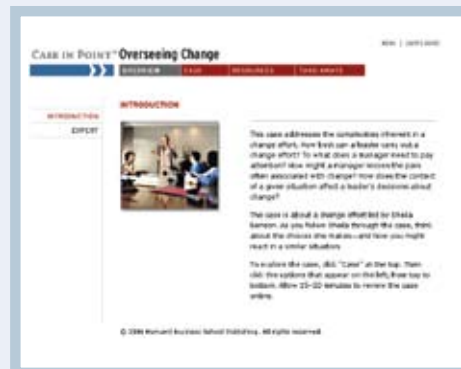 CASE IN POINT™ Overseeing Change
OVERVIEW CASE RESOURCES TAKE AWAYS
INTRODUCTION
EXPERT
INTRODUCTION
This case addresses the complexities inherent in a
change effort. How best can a leader carry out a
change effort? To what does a manager need to pay
attention? How might a manager lessen the pain
often associated with change? How does the context
of a given situation affect a leader's decisions about
change?
The case is about a change effort led by Sheila
As you follow Sheila through the case, think
about the choices she makes—and how you might
react in a similar situation.
To explore the case, click "Case" at the top. Then
click the options that appear on the left, from top to
bottom. Allow 15–20 minutes to review the case
online.
Harvard Business School Publishing. All rights reserved.